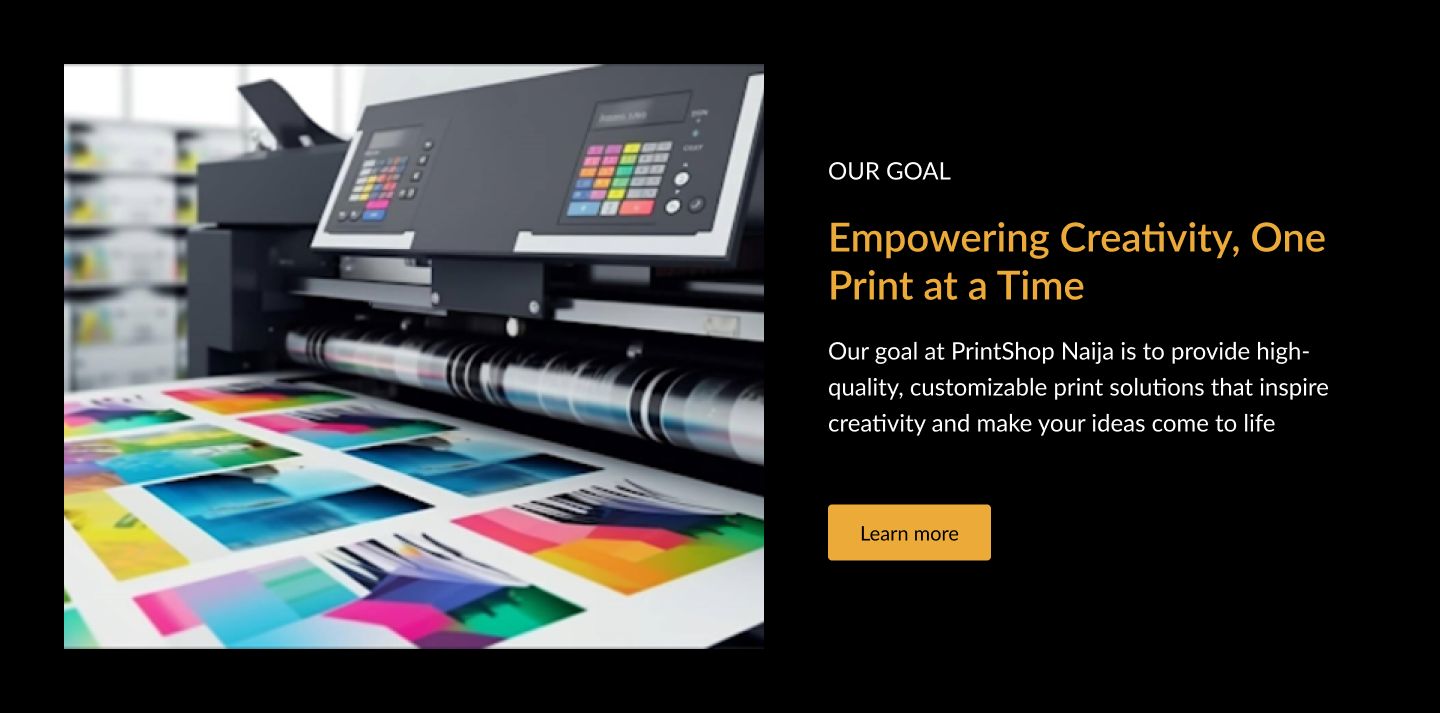 OUR GOAL
Empowering Creativity, One
Print at a Time
Our goal at PrintShop Naija is to provide high-
quality, customizable print solutions that inspire
creativity and make your ideas come to life
Learn more